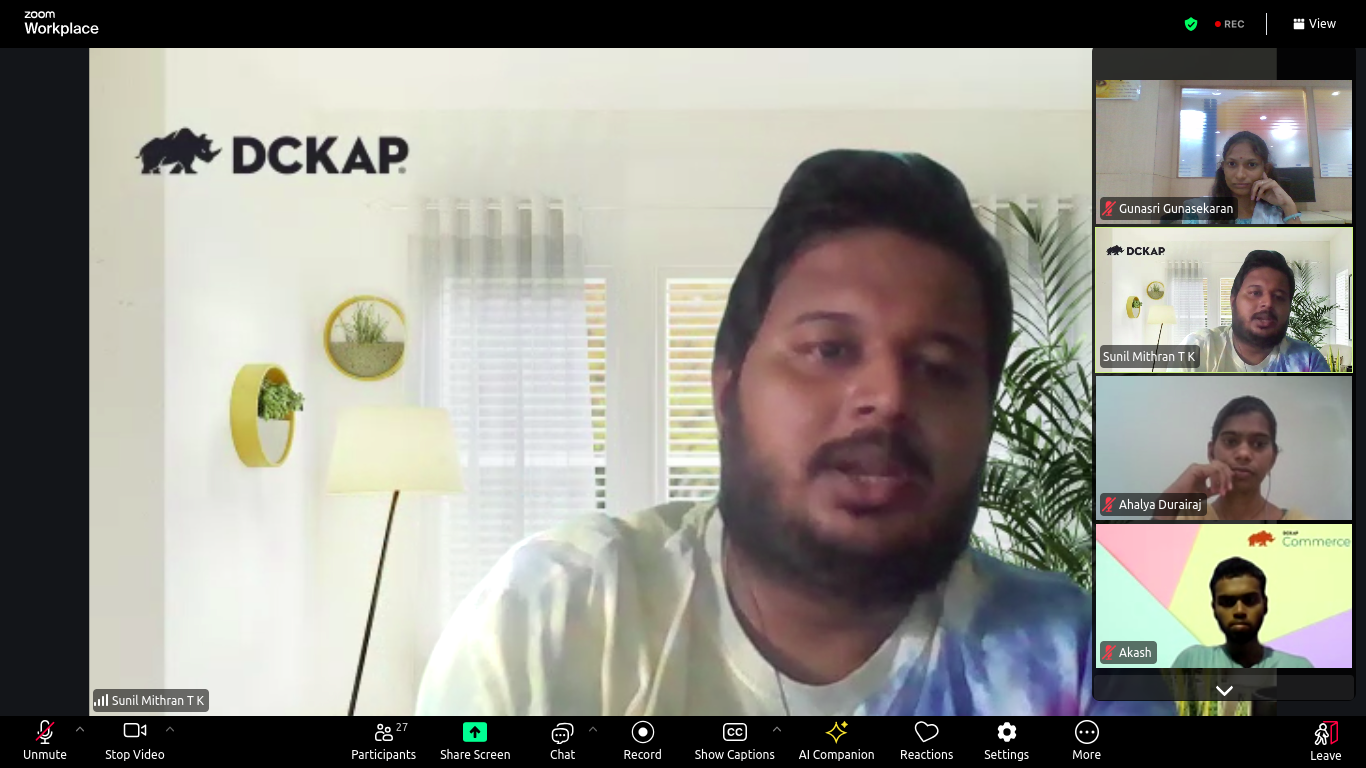 zoom
Workplace
REC
View
DCKAP
Gunasri Gunasekaran
DCKAP
Sunil Mithran T K
Ahalya Durairaj
DCKAP
Commerce
Akash
Sunil Mithran T K
Unmute
Stop Video
Participants
27
Share Screen
Chat
Record
CC
Show Captions
AI Companion
Reactions
Settings
More
Leave